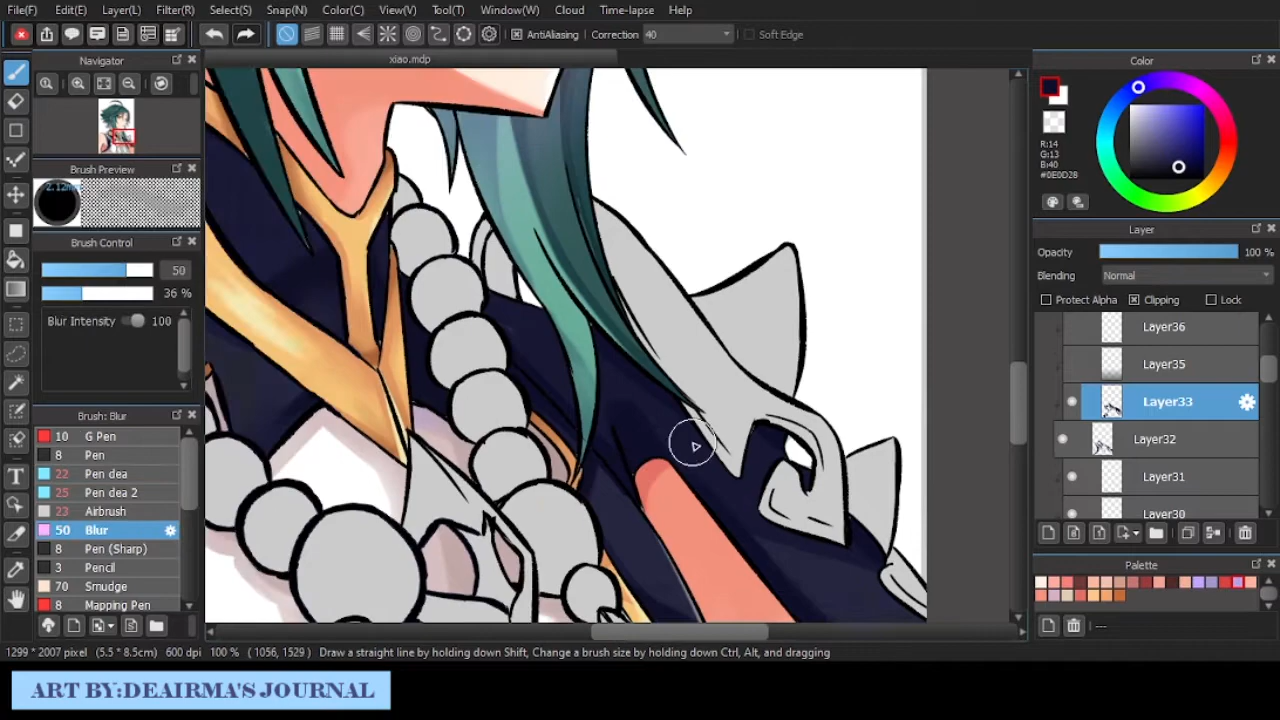 File(F) Edit(E) Layer(L) Filter(R) Select(S) Snap(N) Color(C) View(V) Tool(T) Window(W) Cloud Time-lapse Help
AntiAliasing Correction 40 Soft Edge
Navigator
xiao.mdp
Color
R:14
G:13
B:40
#0E0D28
Brush Preview
Brush Control
50
36 %
Blur Intensity 100
Layer
Opacity 100 %
Blending Normal
Protect Alpha Clipping Lock
Layer36
Layer35
Layer33
Layer32
Layer31
Layer30
Brush: Blur
10 G Pen
8 Pen
22 Pen dea
25 Pen dea 2
23 Airbrush
50 Blur
8 Pen (Sharp)
3 Pencil
70 Smudge
8 Mapping Pen
Palette
---
1299 * 2007 pixel (5.5 * 8.5cm) 600 dpi 100 % ( 1056, 1529 ) Draw a straight line by holding down Shift, Change a brush size by holding down Ctrl, Alt, and dragging
ART BY:DEAIRMA'S JOURNAL